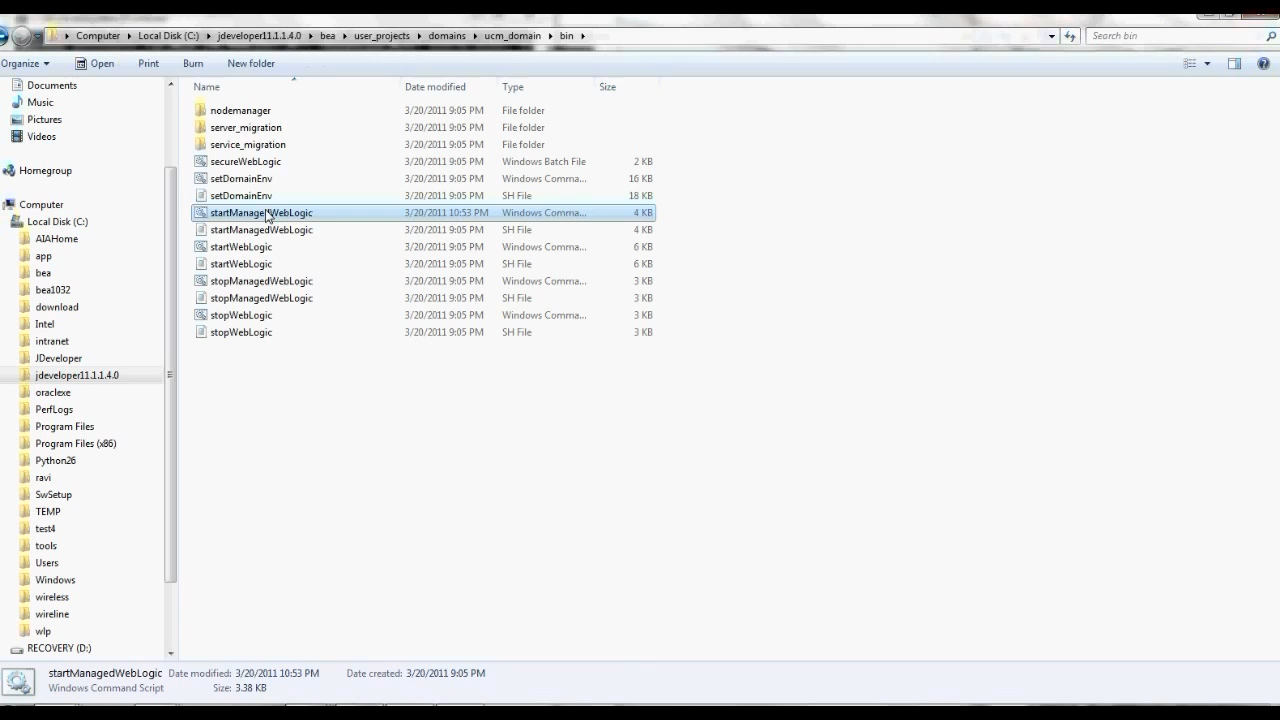 Computer Local Disk (C:) jdeveloper11.1.1.4.0 bea user_projects domains ucm_domain bin Search bin
Organize Open Print Burn New folder
Documents
Music
Pictures
Videos
Homegroup
Computer
Local Disk (C:)
AIAHome
app
bea
bea1032
download
Intel
intranet
JDeveloper
jdeveloper11.1.1.4.0
oraclexe
PerfLogs
Program Files
Program Files (x86)
Python26
ravi
SwSetup
TEMP
test4
tools
Users
Windows
wireless
wireline
wlp
RECOVERY (D:)
Name Date modified Type Size
nodemanager 3/20/2011 9:05 PM File folder
server_migration 3/20/2011 9:05 PM File folder
service_migration 3/20/2011 9:05 PM File folder
secureWebLogic 3/20/2011 9:05 PM Windows Batch File 2 KB
setDomainEnv 3/20/2011 9:05 PM Windows Comma... 16 KB
setDomainEnv 3/20/2011 9:05 PM SH File 18 KB
startManagedWebLogic 3/20/2011 10:53 PM Windows Comma... 4 KB
startManagedWebLogic 3/20/2011 9:05 PM SH File 4 KB
startWebLogic 3/20/2011 9:05 PM Windows Comma... 6 KB
startWebLogic 3/20/2011 9:05 PM SH File 6 KB
stopManagedWebLogic 3/20/2011 9:05 PM Windows Comma... 3 KB
stopManagedWebLogic 3/20/2011 9:05 PM SH File 3 KB
stopWebLogic 3/20/2011 9:05 PM Windows Comma... 3 KB
stopWebLogic 3/20/2011 9:05 PM SH File 3 KB
startManagedWebLogic Date modified: 3/20/2011 10:53 PM Date created: 3/20/2011 9:05 PM
Windows Command Script Size: 3.38 KB